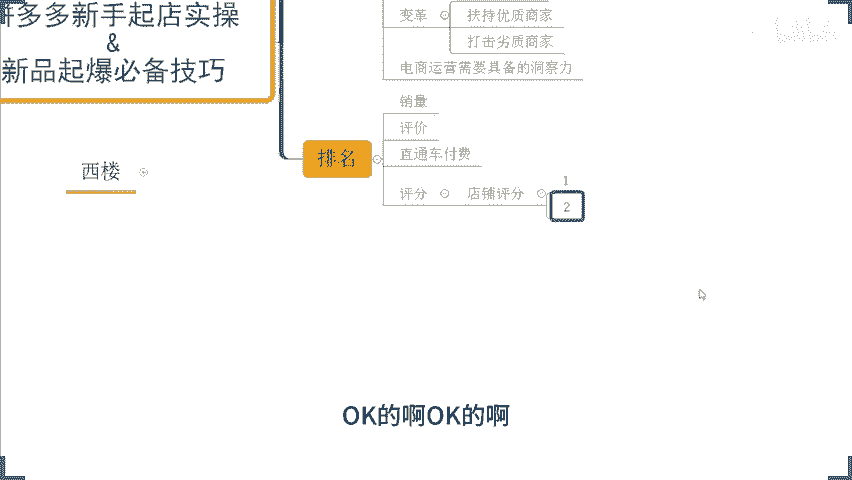 拼多多新手起店实操
&
新品起爆必备技巧
变革
扶持优质商家
打击劣质商家
电商运营需要具备的洞察力
销量
评价
排名
直通车付费
西楼
评分
店铺评分
1
2
OK的啊OK的啊